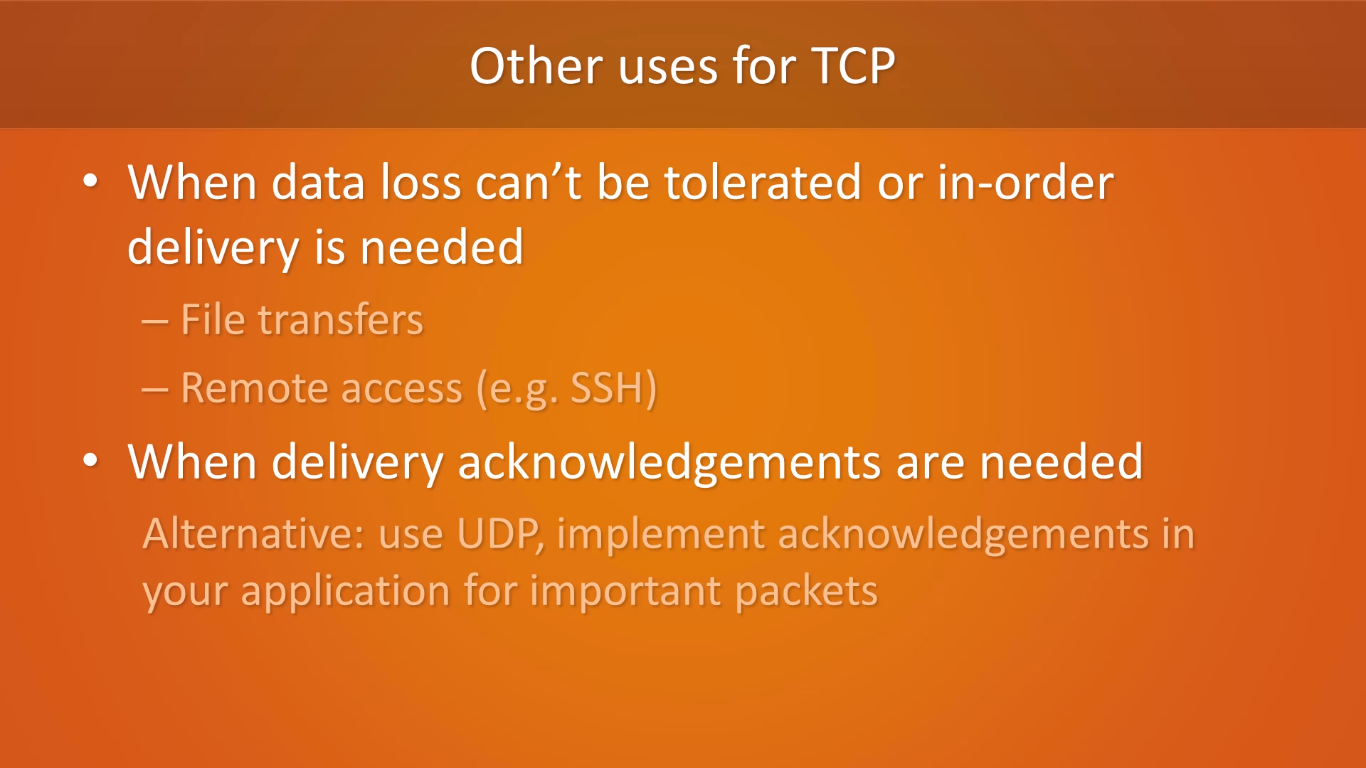 Other uses for TCP
• When data loss can’t be tolerated or in-order
delivery is needed
– File transfers
– Remote access (e.g. SSH)
• When delivery acknowledgements are needed
Alternative: use UDP, implement acknowledgements in
your application for important packets